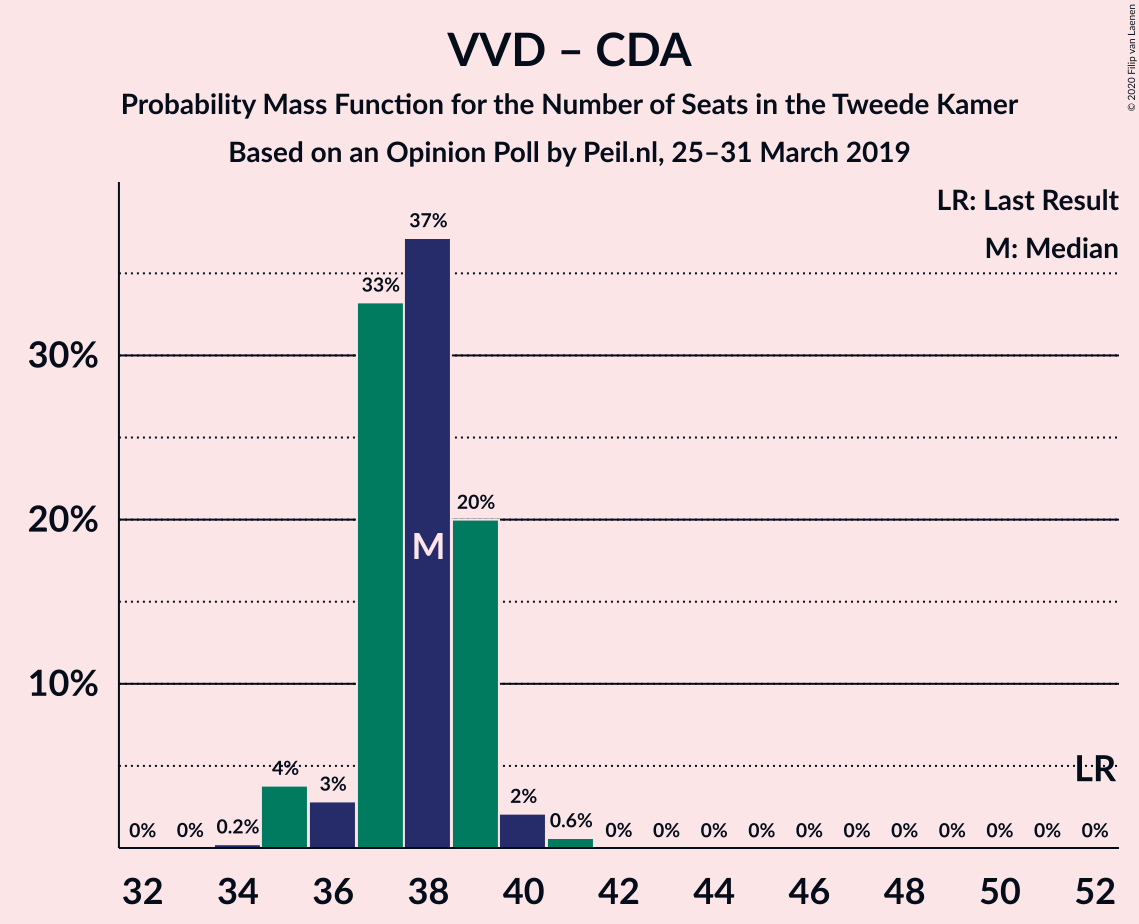 VVD – CDA
Probability Mass Function for the Number of Seats in the Tweede Kamer
Based on an Opinion Poll by Peil.nl, 25–31 March 2019
© 2020 Filip van Laenen
LR: Last Result
M: Median
37%
33%
30%
20%
20%
M
10%
4%
3%
2%
0.6%
0.2%
0% 0% 0% 0% 0% 0% 0% 0% 0% 0% 0% 0% 0%
LR
32 34 36 38 40 42 44 46 48 50 52